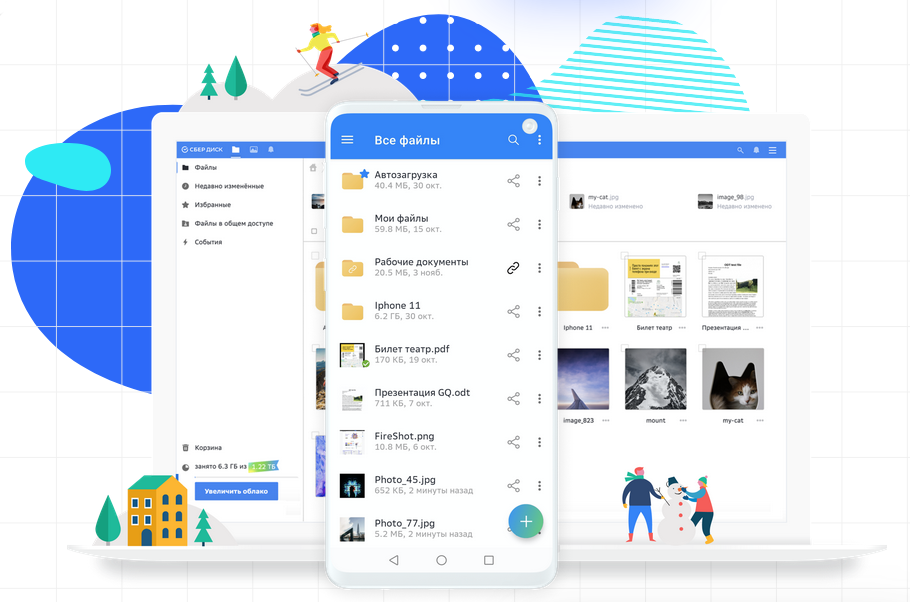 СБЕР ДИСК
Файлы
Недавно изменённые
Избранные
Файлы в общем доступе
События
Корзина
занято 6.3 ГБ из 1.22 ТБ
Увеличить облако
Все файлы
Автозагрузка
40.4 МБ, 30 окт.
Мои файлы
59.8 МБ, 15 окт.
Рабочие документы
20.5 МБ, 3 нояб.
Iphone 11
6.2 ГБ, 30 окт.
Билет театр.pdf
170 КБ, 19 окт.
Презентация GQ.odt
711 КБ, 7 окт.
FireShot.png
10.8 МБ, 6 окт.
Photo_45.jpg
652 КБ, 2 минуты назад
Photo_77.jpg
5.2 МБ, 2 минуты назад
my-cat.jpg
Недавно изменено
image_98.jpg
Недавно изменено
Iphone 11
Билет театр
Презентация ...
image_823
mount
my-cat